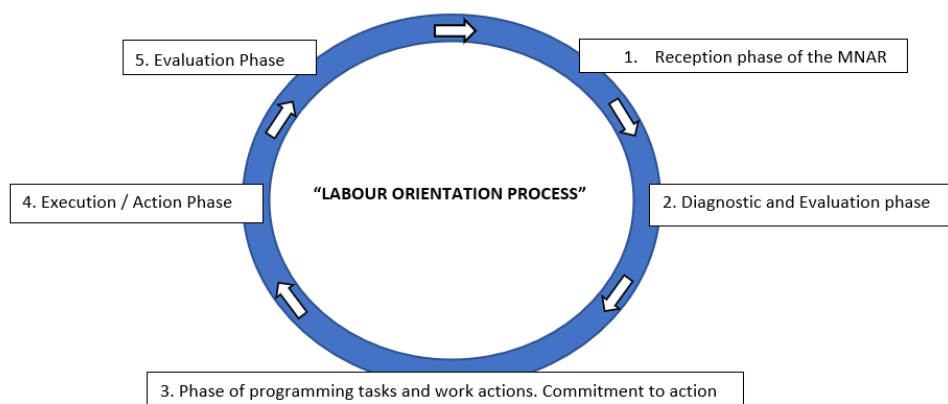 1. Reception phase of the MNAR
2. Diagnostic and Evaluation phase
3. Phase of programming tasks and work actions. Commitment to action
4. Execution / Action Phase
5. Evaluation Phase
“LABOUR ORIENTATION PROCESS”